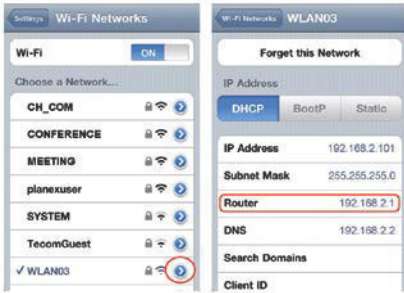 Settings
Wi-Fi Networks
Wi-Fi
ON
Choose a Network...
CH_COM
CONFERENCE
MEETING
planexuser
SYSTEM
TecomGuest
WLAN03
Wi-Fi Networks
WLAN03
Forget this Network
IP Address
DHCP BootP Static
IP Address 192.168.2.101
Subnet Mask 255.255.255.0
Router 192.168.2.1
DNS 192.168.2.2
Search Domains
Client ID